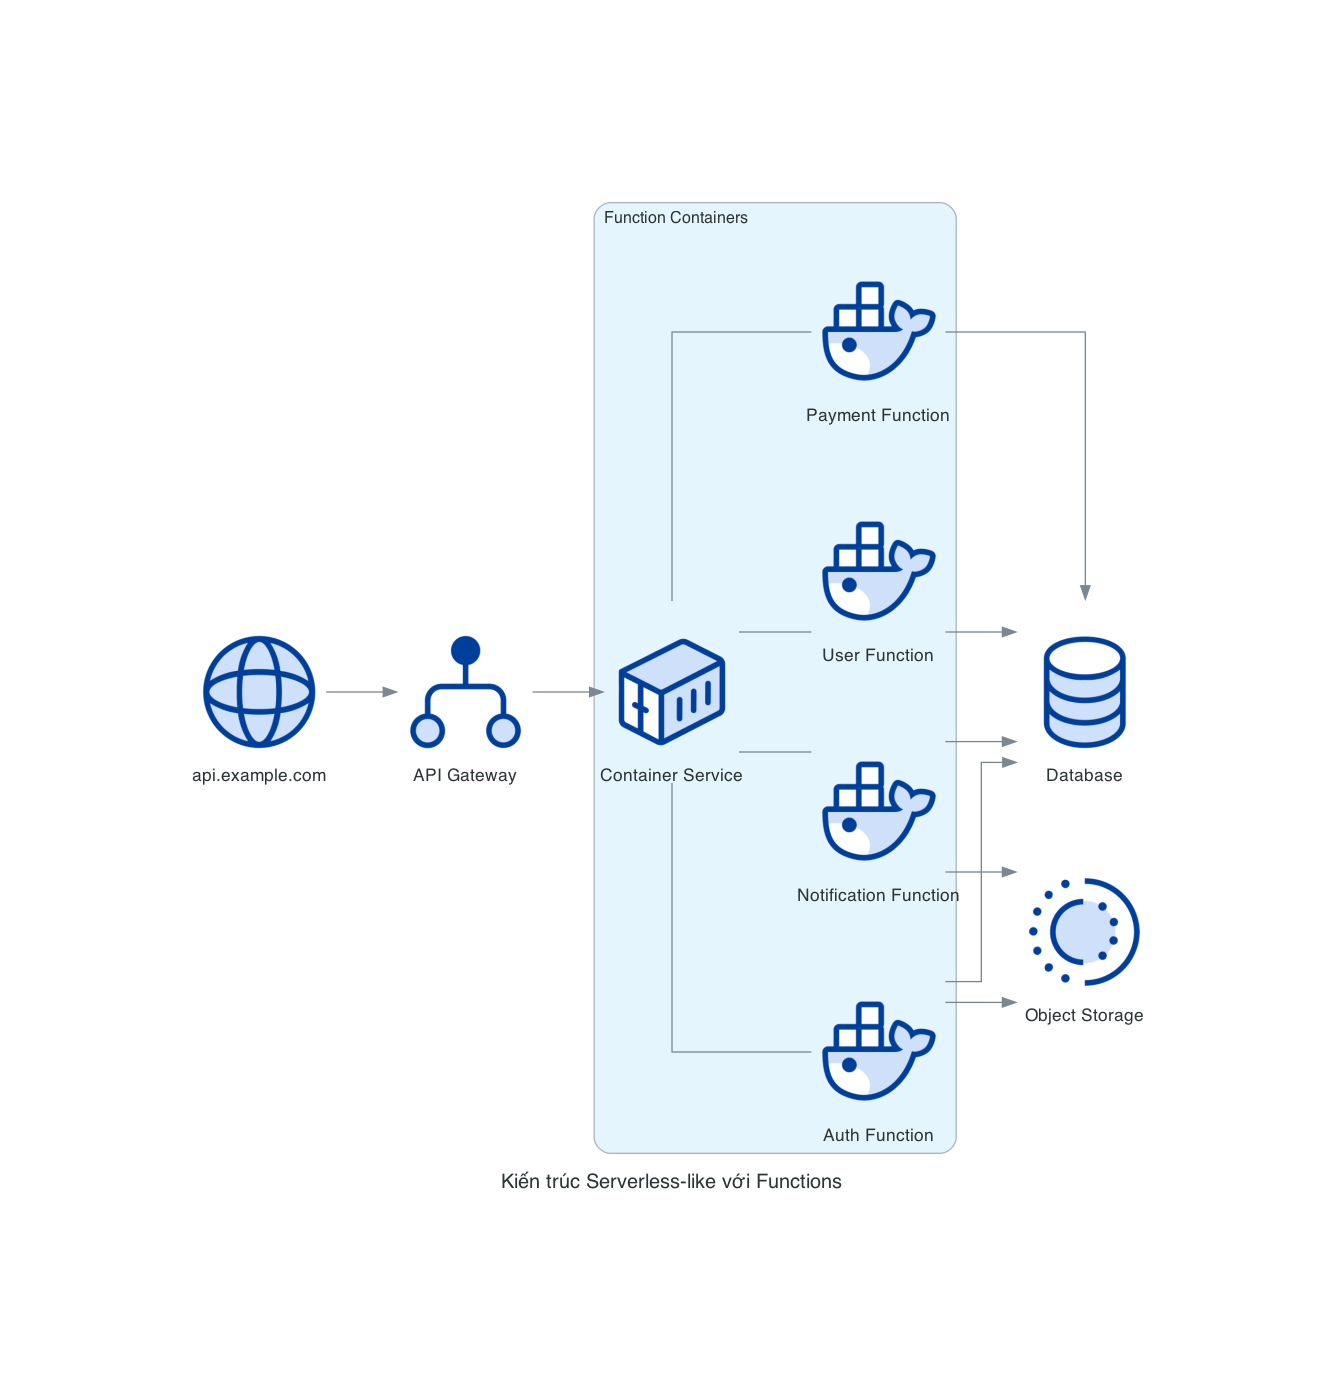 Function Containers
Payment Function
User Function
api.example.com
API Gateway
Container Service
Database
Notification Function
Object Storage
Auth Function
Kiến trúc Serverless-like với Functions